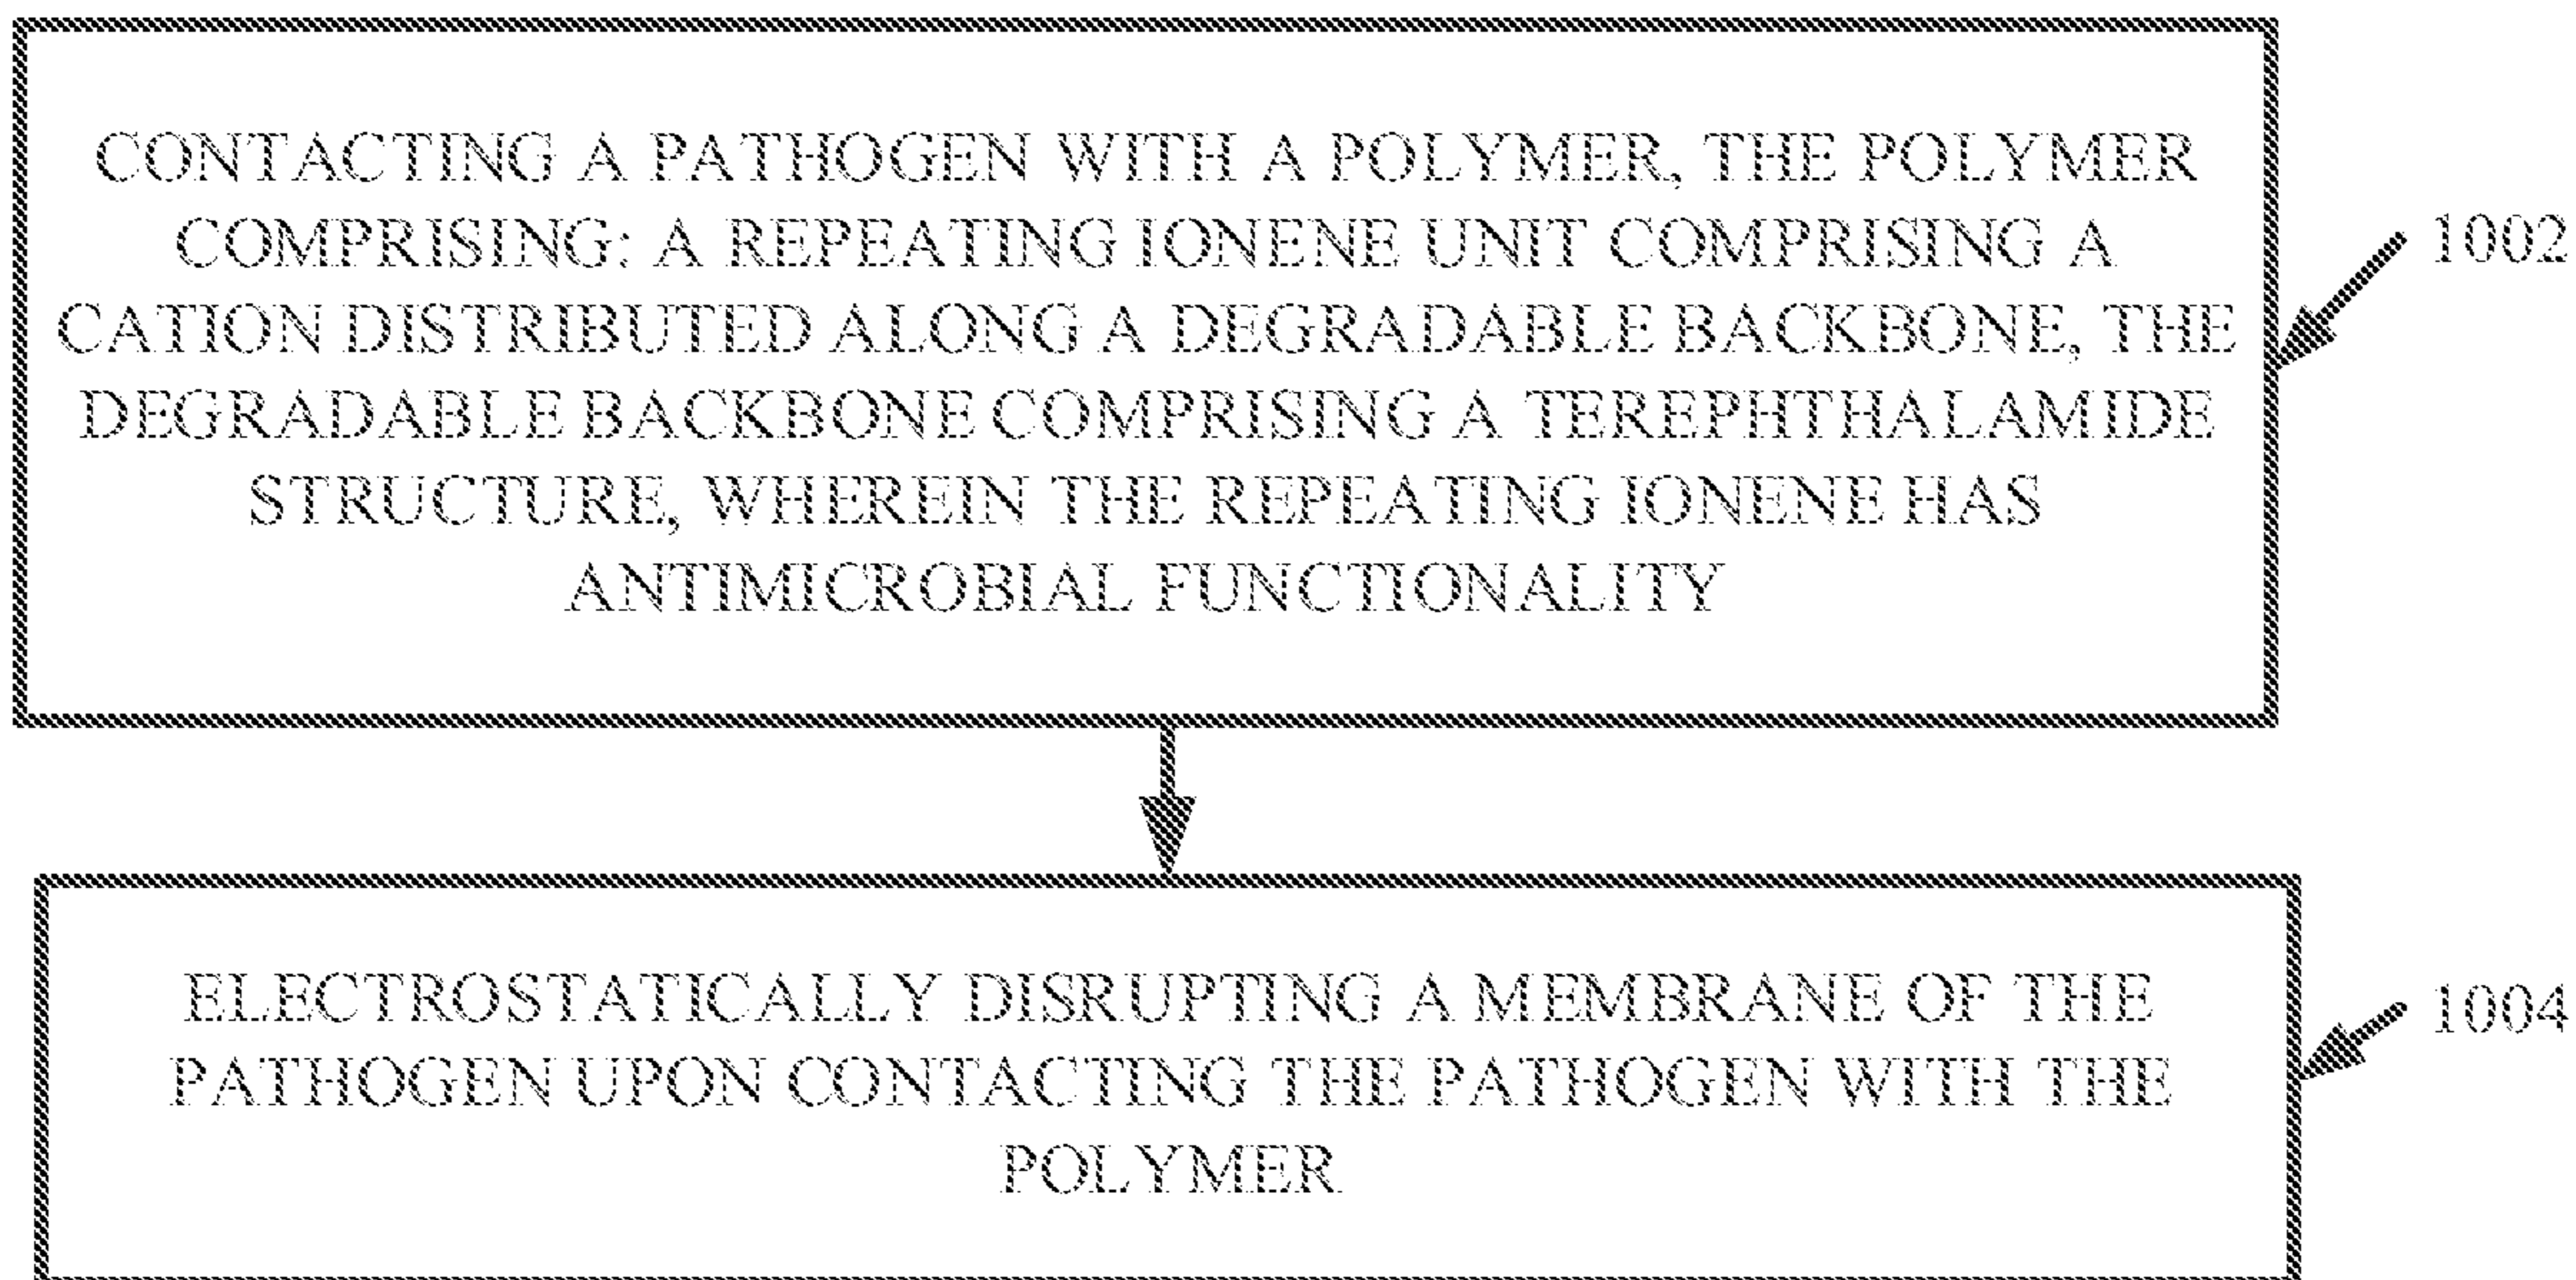 CONTACTING A PATHOGEN WITH A POLYMER, THE POLYMER
COMPRISING: A REPEATING IONENE UNIT COMPRISING A
CATION DISTRIBUTED ALONG A DEGRADABLE BACKBONE, THE
DEGRADABLE BACKBONE COMPRISING A TEREPHTHALAMIDE
STRUCTURE, WHEREIN THE REPEATING IONENE HAS
ANTIMICROBIAL FUNCTIONALITY
1002
ELECTROSTATICALLY DISRUPTING A MEMBRANE OF THE
PATHOGEN UPON CONTACTING THE PATHOGEN WITH THE
POLYMER
1004